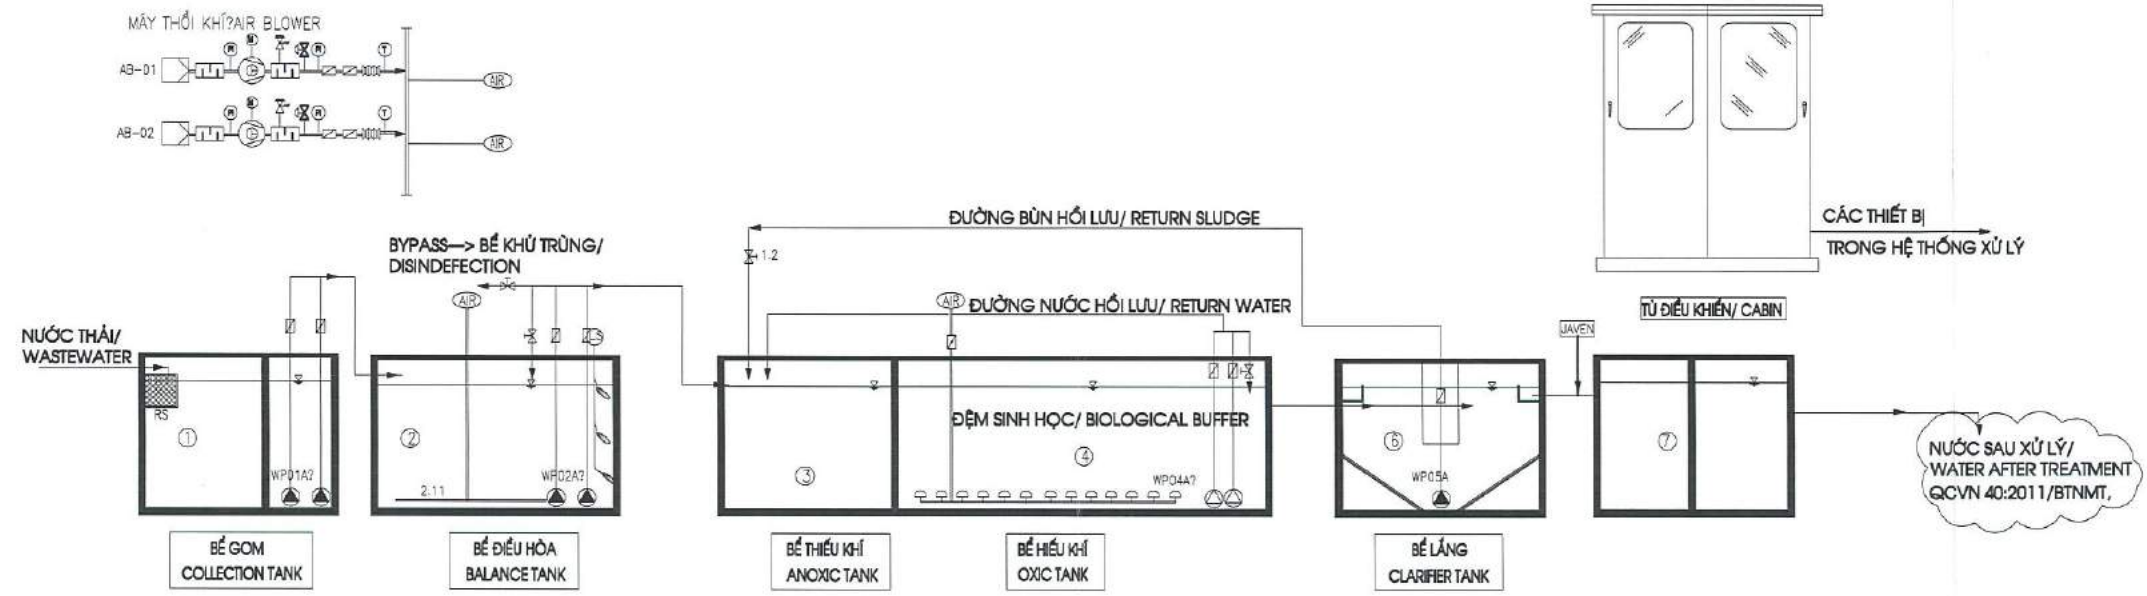 MÁY THỔI KHÍ?AIR BLOWER
AB-01
AIR
AB-02
AIR
CÁC THIẾT BỊ
TRONG HỆ THỐNG XỬ LÝ
TỦ ĐIỀU KHIỂN/ CABIN
ĐƯỜNG BÙN HỒI LƯU/ RETURN SLUDGE
1.2
BYPASS—> BỂ KHỬ TRÙNG/
DISINDEFECTION
AIR
AIR
ĐƯỜNG NƯỚC HỒI LƯU/ RETURN WATER
NƯỚC THẢI/
WASTEWATER
LS
JAVEN
RS
1
WP01A?
2
2.11
WP02A?
3
ĐỆM SINH HỌC/ BIOLOGICAL BUFFER
4
WP04A?
6
WP05A
7
NƯỚC SAU XỬ LÝ/
WATER AFTER TREATMENT
QCVN 40:2011/BTNMT,
BỂ GOM
COLLECTION TANK
BỂ ĐIỀU HÒA
BALANCE TANK
BỂ THIẾU KHÍ
ANOXIC TANK
BỂ HIẾU KHÍ
OXIC TANK
BỂ LẮNG
CLARIFIER TANK